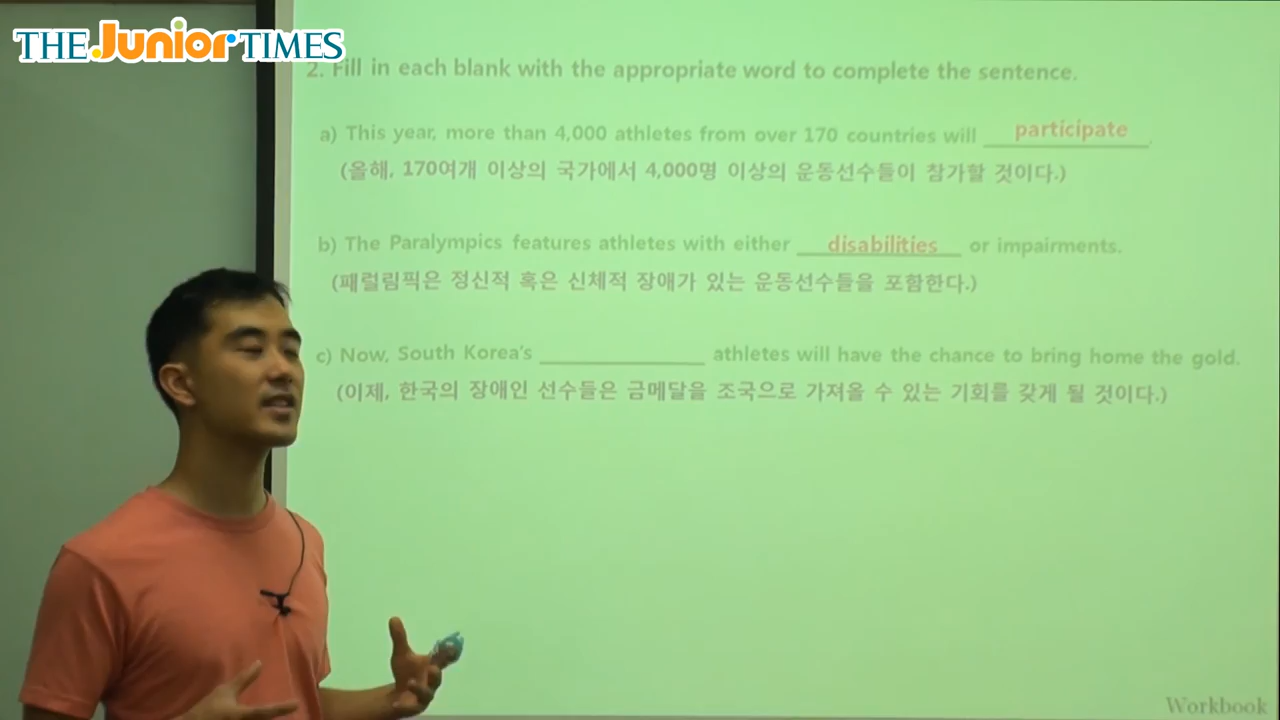 THE Junior TIMES
2. Fill in each blank with the appropriate word to complete the sentence.
a) This year, more than 4,000 athletes from over 170 countries will participate.
(올해, 170여개 이상의 국가에서 4,000명 이상의 운동선수들이 참가할 것이다.)
b) The Paralympics features athletes with either disabilities or impairments.
(패럴림픽은 정신적 혹은 신체적 장애가 있는 운동선수들을 포함한다.)
c) Now, South Korea's ____________ athletes will have the chance to bring home the gold.
(이제, 한국의 장애인 선수들은 금메달을 조국으로 가져올 수 있는 기회를 갖게 될 것이다.)
Workbook